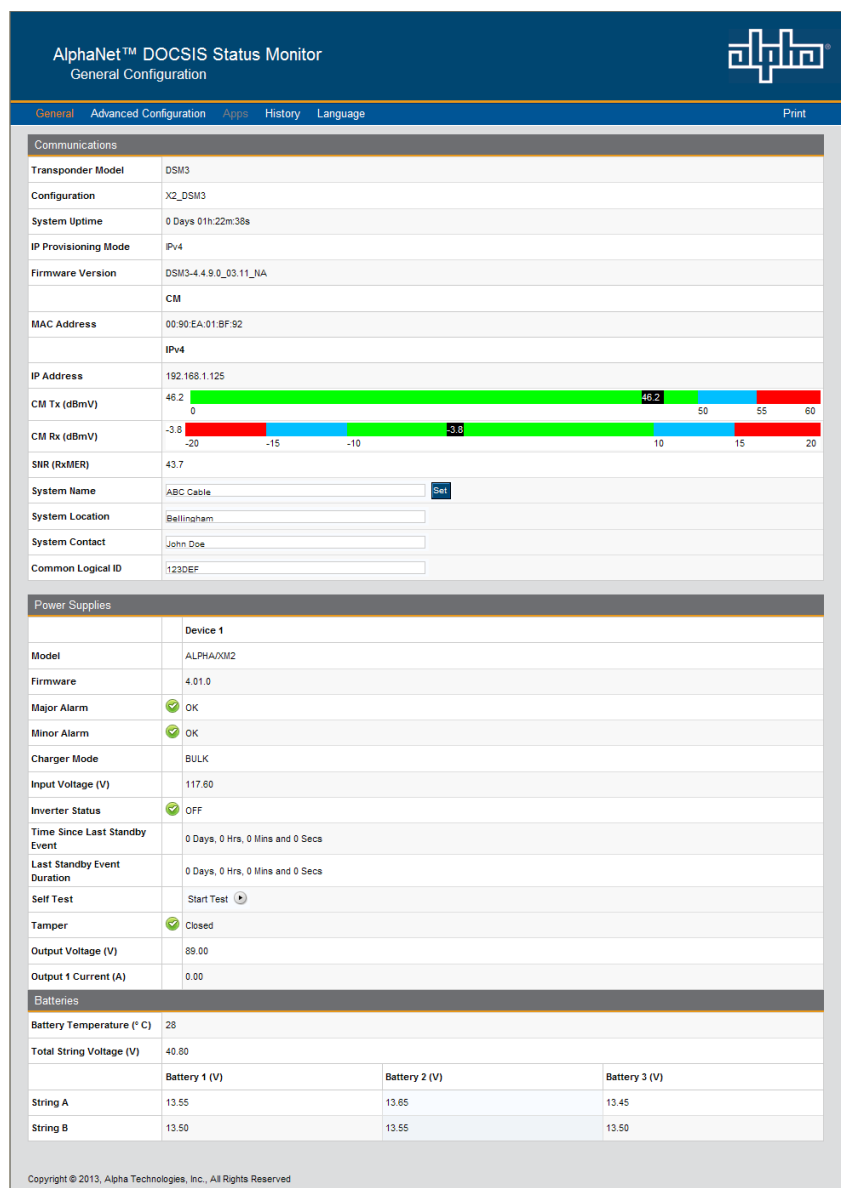 AlphaNet™ DOCSIS Status Monitor
General Configuration
alpha®
General Advanced Configuration Apps History Language Print
Communications
Transponder Model DSM3
Configuration X2_DSM3
System Uptime 0 Days 01h:22m:38s
IP Provisioning Mode IPv4
Firmware Version DSM3-4.4.9.0_03.11_NA
CM
MAC Address 00:90:EA:01:BF:92
IPv4
IP Address 192.168.1.125
CM Tx (dBmV) 46.2 46.2
0 50 55 60
CM Rx (dBmV) -3.8 -3.8
-20 -15 -10 10 15 20
SNR (RxMER) 43.7
System Name ABC Cable Set
System Location Bellingham
System Contact John Doe
Common Logical ID 123DEF
Power Supplies
Device 1
Model ALPHA/XM2
Firmware 4.01.0
Major Alarm OK
Minor Alarm OK
Charger Mode BULK
Input Voltage (V) 117.60
Inverter Status OFF
Time Since Last Standby
Event 0 Days, 0 Hrs, 0 Mins and 0 Secs
Last Standby Event
Duration 0 Days, 0 Hrs, 0 Mins and 0 Secs
Self Test Start Test
Tamper Closed
Output Voltage (V) 89.00
Output 1 Current (A) 0.00
Batteries
Battery Temperature (º C) 28
Total String Voltage (V) 40.80
Battery 1 (V) Battery 2 (V) Battery 3 (V)
String A 13.55 13.65 13.45
String B 13.50 13.55 13.50
Copyright © 2013, Alpha Technologies, Inc., All Rights Reserved